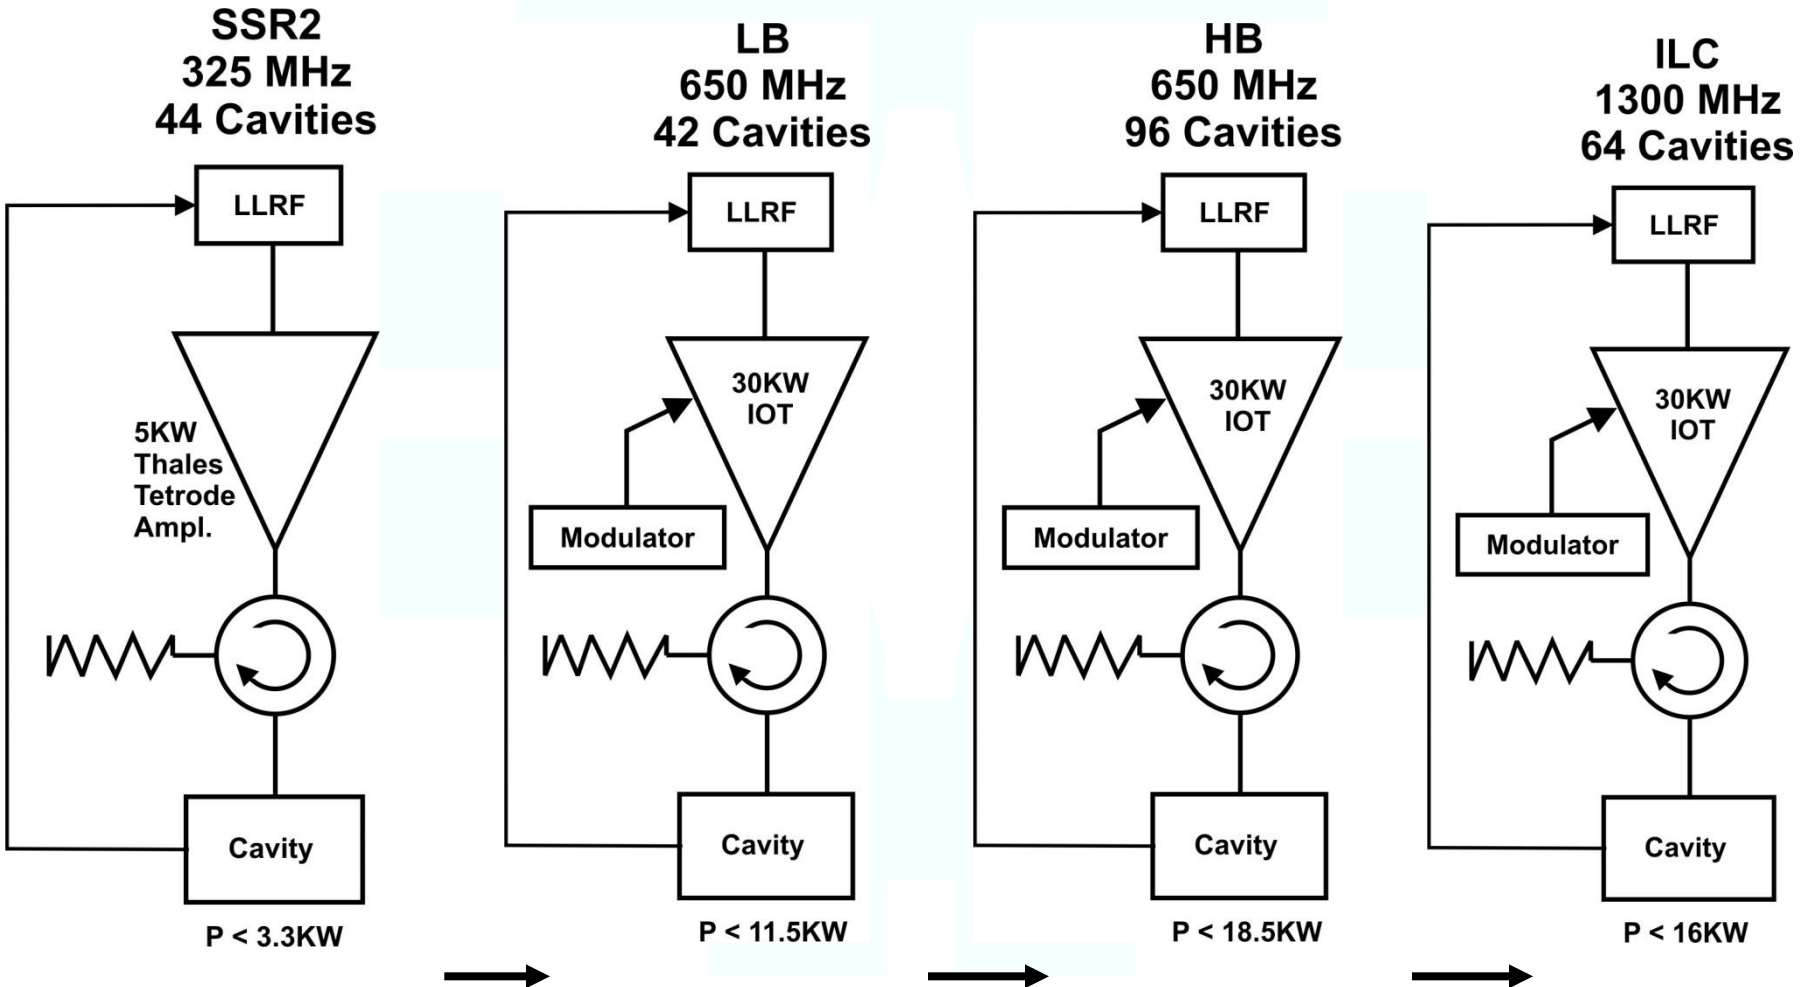 SSR2
325 MHz
44 Cavities
LLRF
5KW
Thales
Tetrode
Ampl.
Cavity
P < 3.3KW
LB
650 MHz
42 Cavities
LLRF
30KW
IOT
Modulator
Cavity
P < 11.5KW
HB
650 MHz
96 Cavities
LLRF
30KW
IOT
Modulator
Cavity
P < 18.5KW
ILC
1300 MHz
64 Cavities
LLRF
30KW
IOT
Modulator
Cavity
P < 16KW